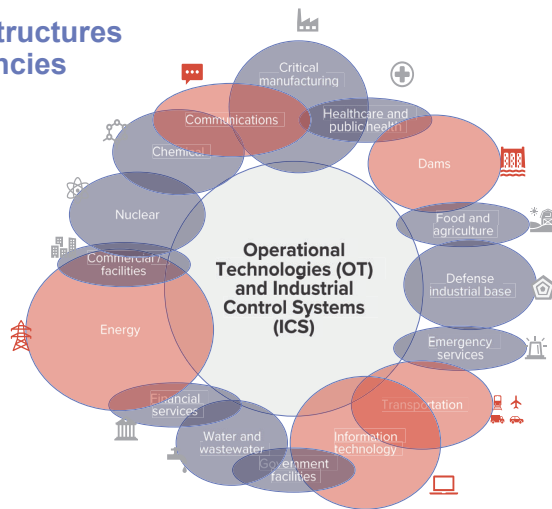 tructures
ncies
Critical
manufacturing
Communications
Healthcare and
public health
Chemical
Dams
Nuclear
Food and
agriculture
Commercial /
facilities
Operational
Technologies (OT)
and Industrial
Control Systems
(ICS)
Defense
industrial base
Energy
Emergency
services
Financial
services
Transportation
Water and
wastewater
Information
technology
Government
facilities